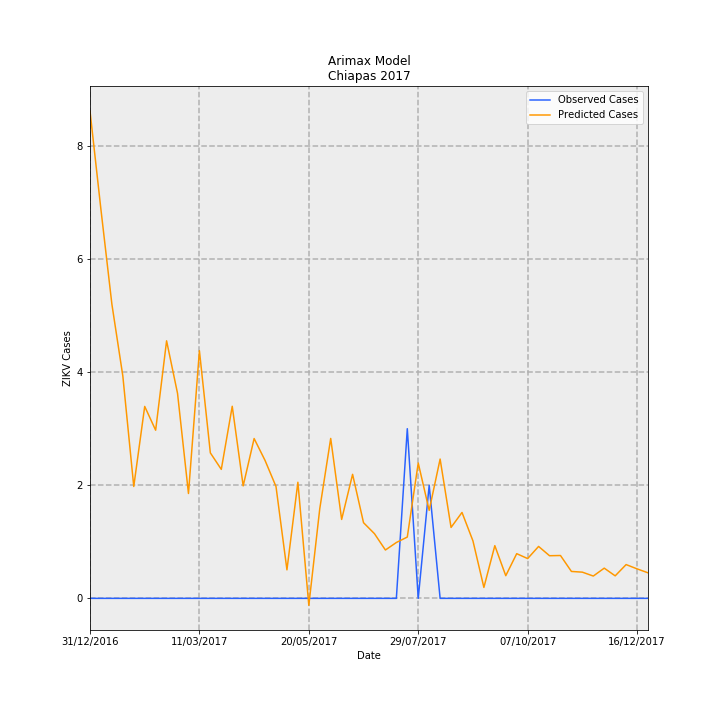 Arimax Model
Chiapas 2017
Observed Cases
Predicted Cases
8
6
4
2
0
ZIKV Cases
31/12/2016
11/03/2017
20/05/2017
29/07/2017
07/10/2017
16/12/2017
Date